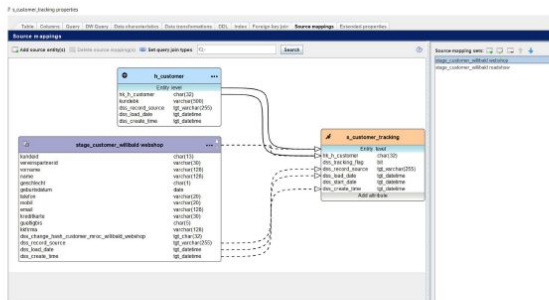 s_customer_tracking properties
Table | Columns | Query | DW Query | Data characteristics | Data transformations | DDL | Index | Foreign key join | Source mappings | Extended properties
Source mappings
Add source entity(s) Delete source mapping(s) Set query join types Search
Source mapping sets:
stage_customer_willibald webshop
stage_customer_willibald roadshow
h_customer
Entity level
hk_h_customer char(32)
kundeid varchar(500)
dss_record_source tgt_varchar(255)
dss_load_date tgt_datetime
dss_create_time tgt_datetime
stage_customer_willibald webshop
kundeid char(13)
vereinspartnerid varchar(30)
vorname varchar(128)
name varchar(128)
geschlecht char(1)
geburtsdatum date
telefon varchar(20)
mobil varchar(20)
email varchar(128)
kreditkarte varchar(30)
gueltigbis char(5)
kkfirma varchar(128)
dss_change_hash_customer_mroc_willibald_webshop tgt_char(32)
dss_record_source tgt_varchar(255)
dss_load_date tgt_datetime
dss_create_time tgt_datetime
s_customer_tracking
Entity level
hk_h_customer char(32)
dss_tracking_flag bit
dss_record_source tgt_varchar(255)
dss_load_date tgt_datetime
dss_start_date tgt_datetime
dss_create_time tgt_datetime
Add attribute